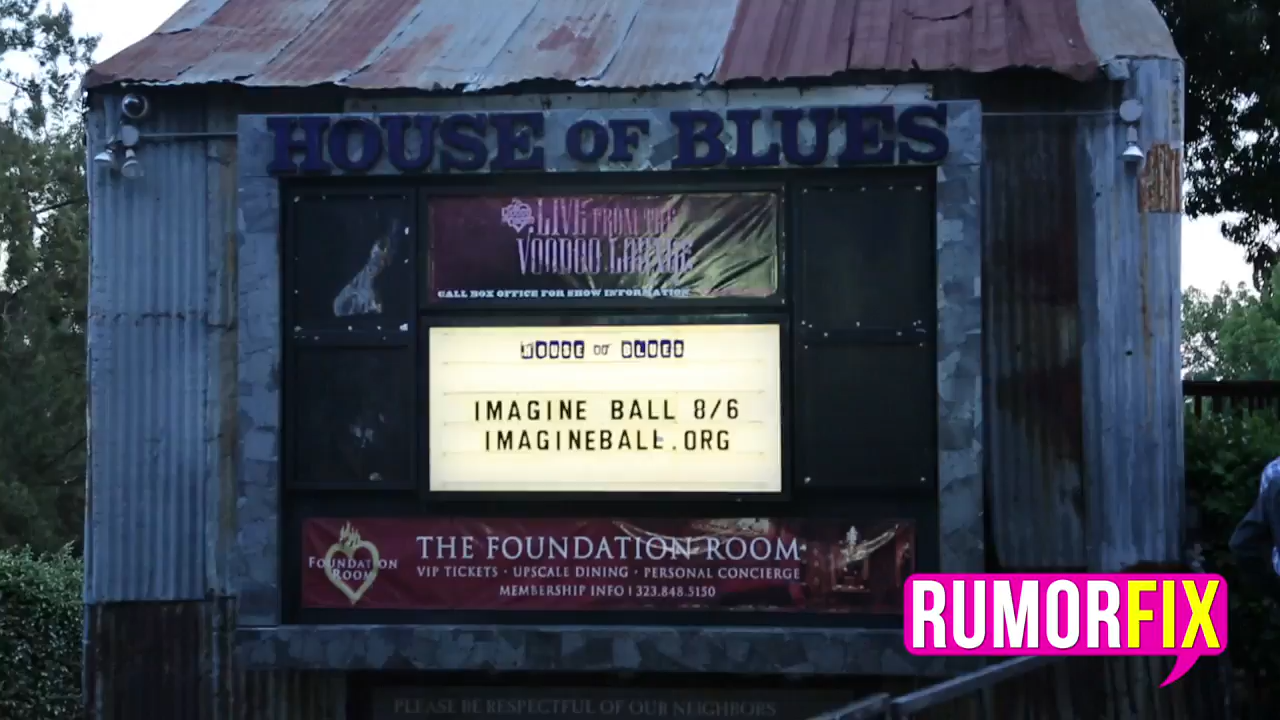 HOUSE OF BLUES
LIVE FROM THE
VOODOO LOUNGE
CALL BOX OFFICE FOR SHOW INFORMATION
HOUSE OF BLUES
IMAGINE BALL 8/6
IMAGINEBALL.ORG
FOUNDATION
ROOM
THE FOUNDATION ROOM
VIP TICKETS · UPSCALE DINING · PERSONAL CONCIERGE
MEMBERSHIP INFO | 323.848.5150
RUMORFIX
PLEASE BE RESPECTFUL OF OUR NEIGHBORS